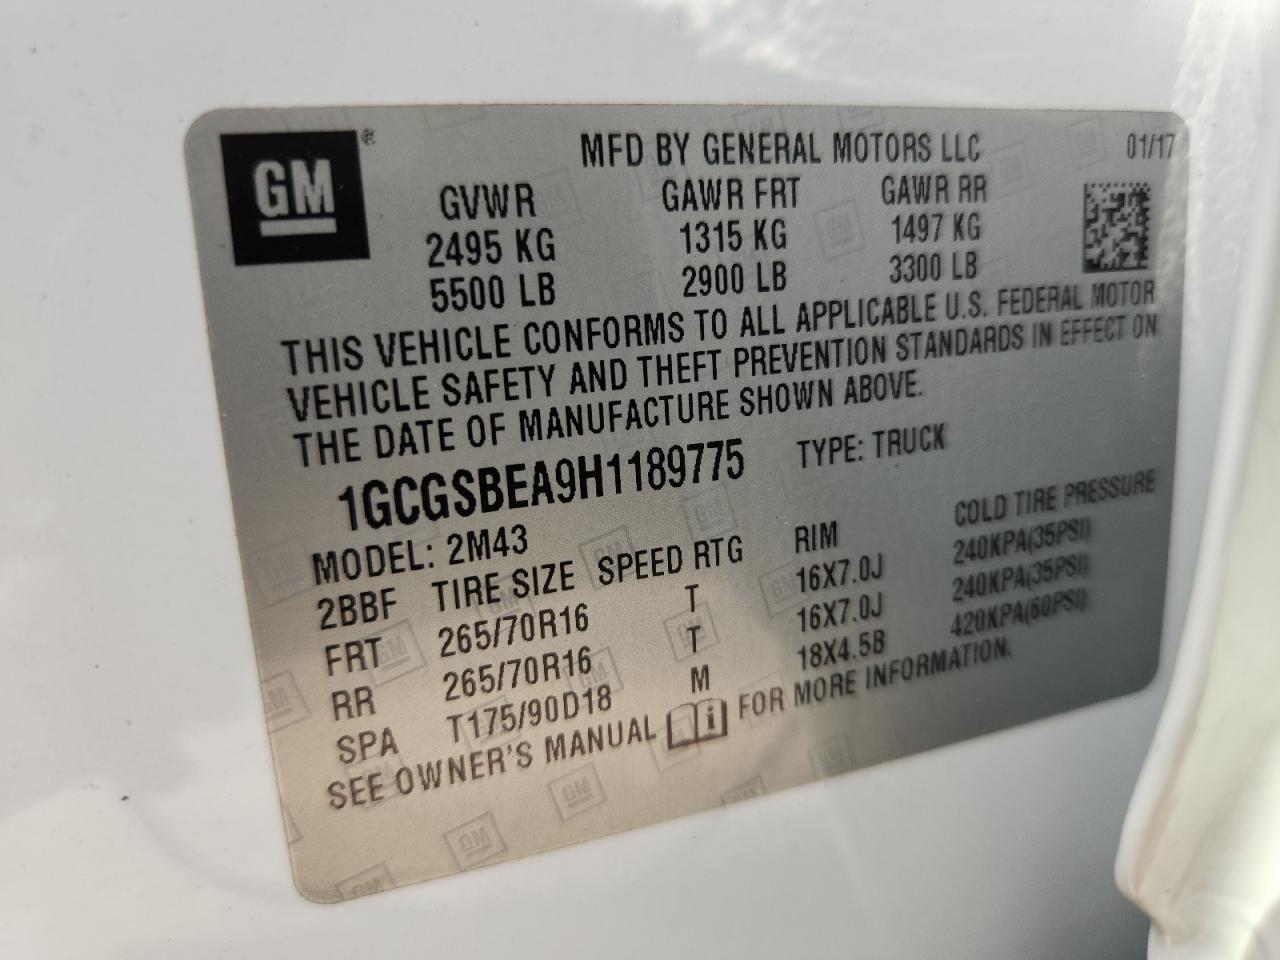 GM®
MFD BY GENERAL MOTORS LLC 01/17
GVWR GAWR FRT GAWR RR
2495 KG 1315 KG 1497 KG
5500 LB 2900 LB 3300 LB
THIS VEHICLE CONFORMS TO ALL APPLICABLE U.S. FEDERAL MOTOR
VEHICLE SAFETY AND THEFT PREVENTION STANDARDS IN EFFECT ON
THE DATE OF MANUFACTURE SHOWN ABOVE.
1GCGSBEA9H1189775 TYPE: TRUCK
MODEL: 2M43
2BBF TIRE SIZE SPEED RTG RIM COLD TIRE PRESSURE
FRT 265/70R16 T 16X7.0J 240KPA(35PSI)
RR 265/70R16 T 16X7.0J 240KPA(35PSI)
SPA T175/90D18 M 18X4.5B 420KPA(60PSI)
SEE OWNER'S MANUAL FOR MORE INFORMATION.